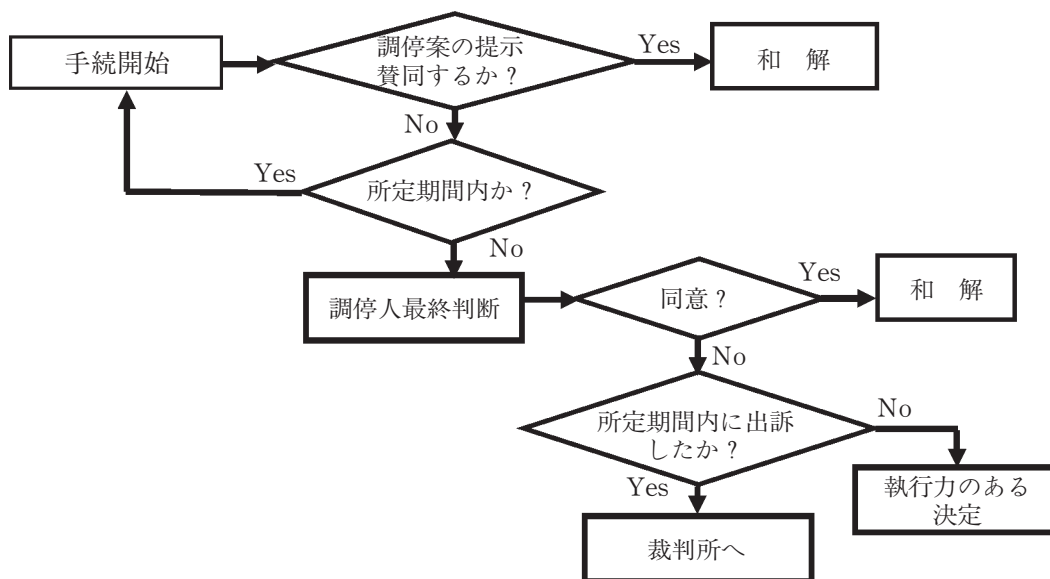 手続開始
調停案の提示
賛同するか？
Yes
和　解
No
Yes
所定期間内か？
No
調停人最終判断
同意？
Yes
和　解
No
所定期間内に出訴
したか？
No
Yes
執行力のある
決定
裁判所へ